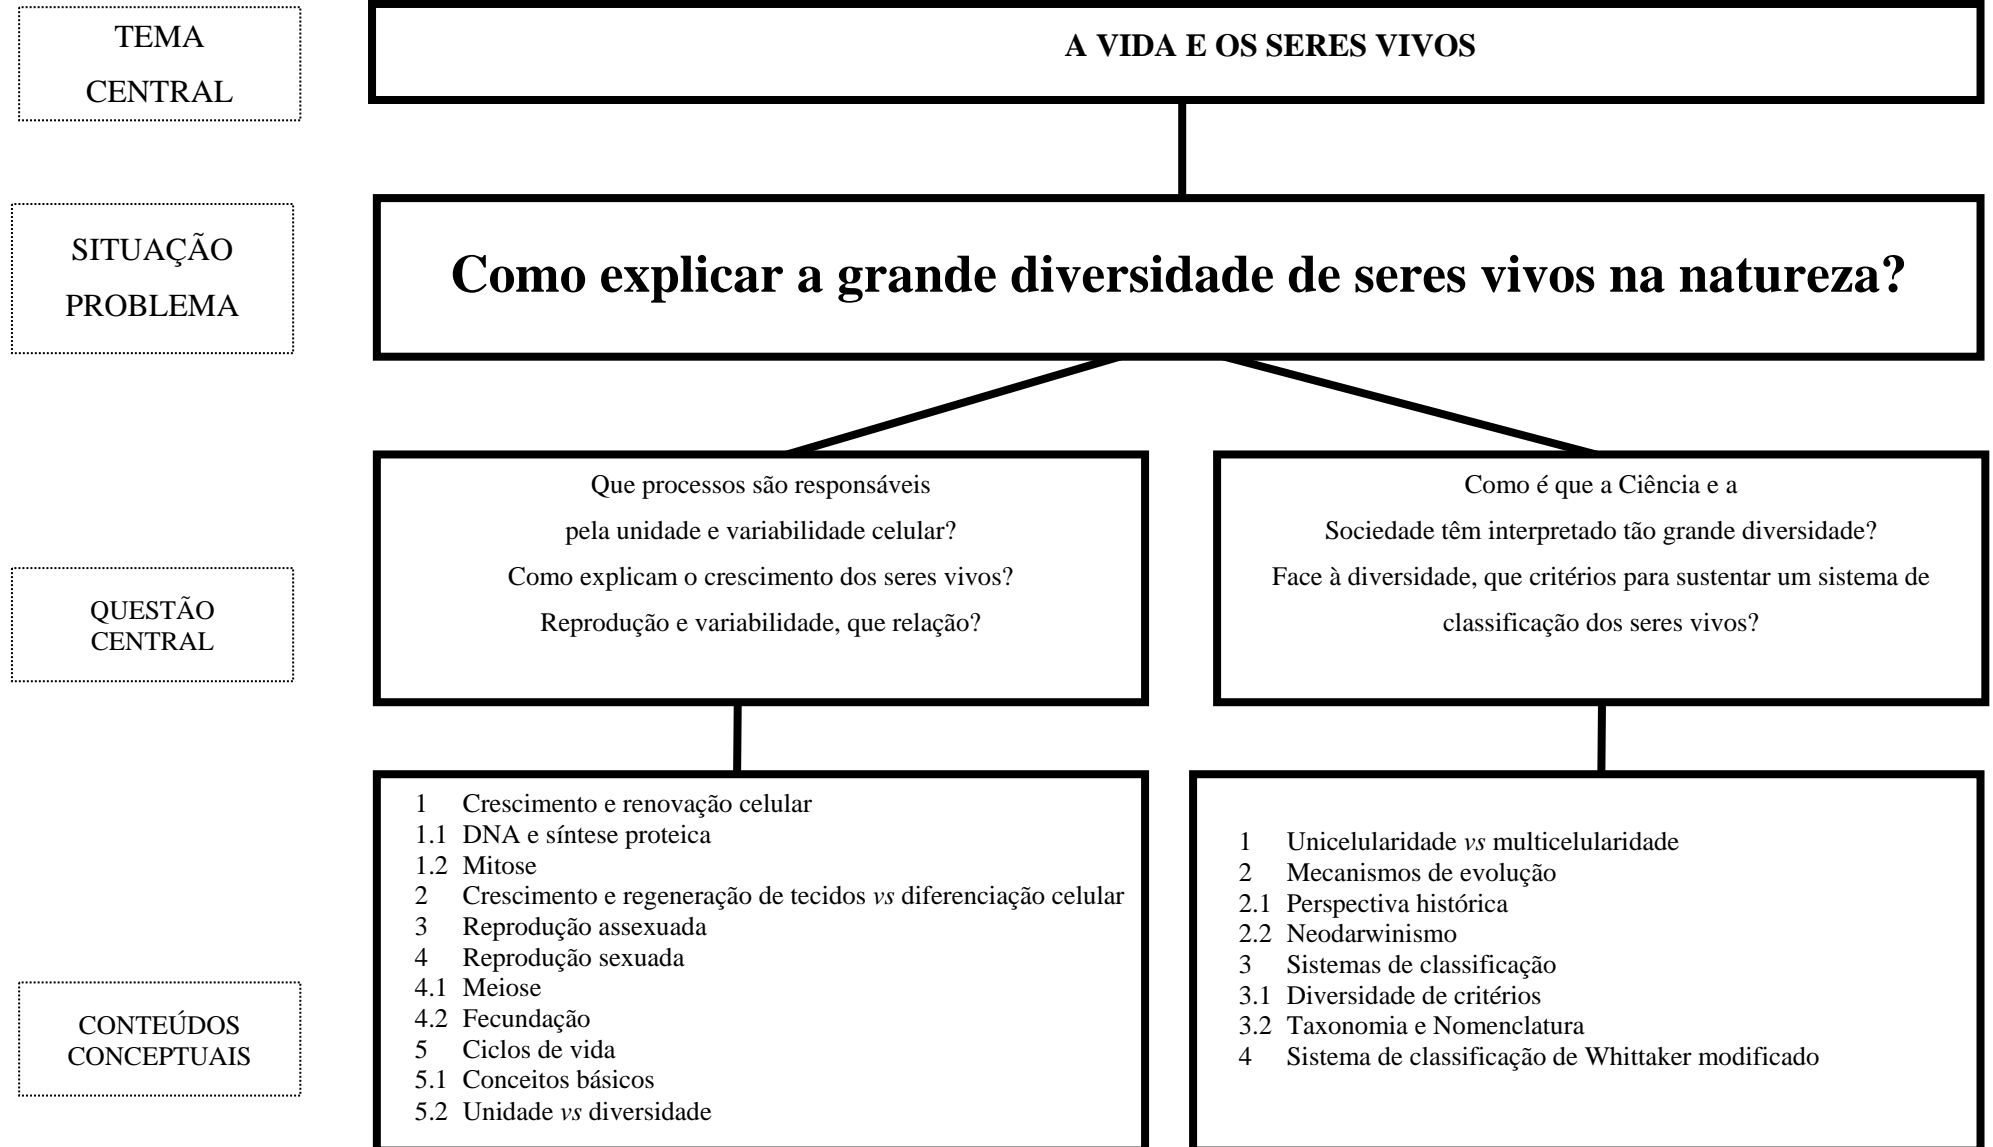 TEMA
CENTRAL
A VIDA E OS SERES VIVOS
SITUAÇÃO
PROBLEMA
Como explicar a grande diversidade de seres vivos na natureza?
QUESTÃO
CENTRAL
Que processos são responsáveis
pela unidade e variabilidade celular?
Como explicam o crescimento dos seres vivos?
Reprodução e variabilidade, que relação?
Como é que a Ciência e a
Sociedade têm interpretado tão grande diversidade?
Face à diversidade, que critérios para sustentar um sistema de
classificação dos seres vivos?
CONTEÚDOS
CONCEPTUAIS
1 Crescimento e renovação celular
1.1 DNA e síntese proteica
1.2 Mitose
2 Crescimento e regeneração de tecidos vs diferenciação celular
3 Reprodução assexuada
4 Reprodução sexuada
4.1 Meiose
4.2 Fecundação
5 Ciclos de vida
5.1 Conceitos básicos
5.2 Unidade vs diversidade
1 Unicelularidade vs multicelularidade
2 Mecanismos de evolução
2.1 Perspectiva histórica
2.2 Neodarwinismo
3 Sistemas de classificação
3.1 Diversidade de critérios
3.2 Taxonomia e Nomenclatura
4 Sistema de classificação de Whittaker modificado